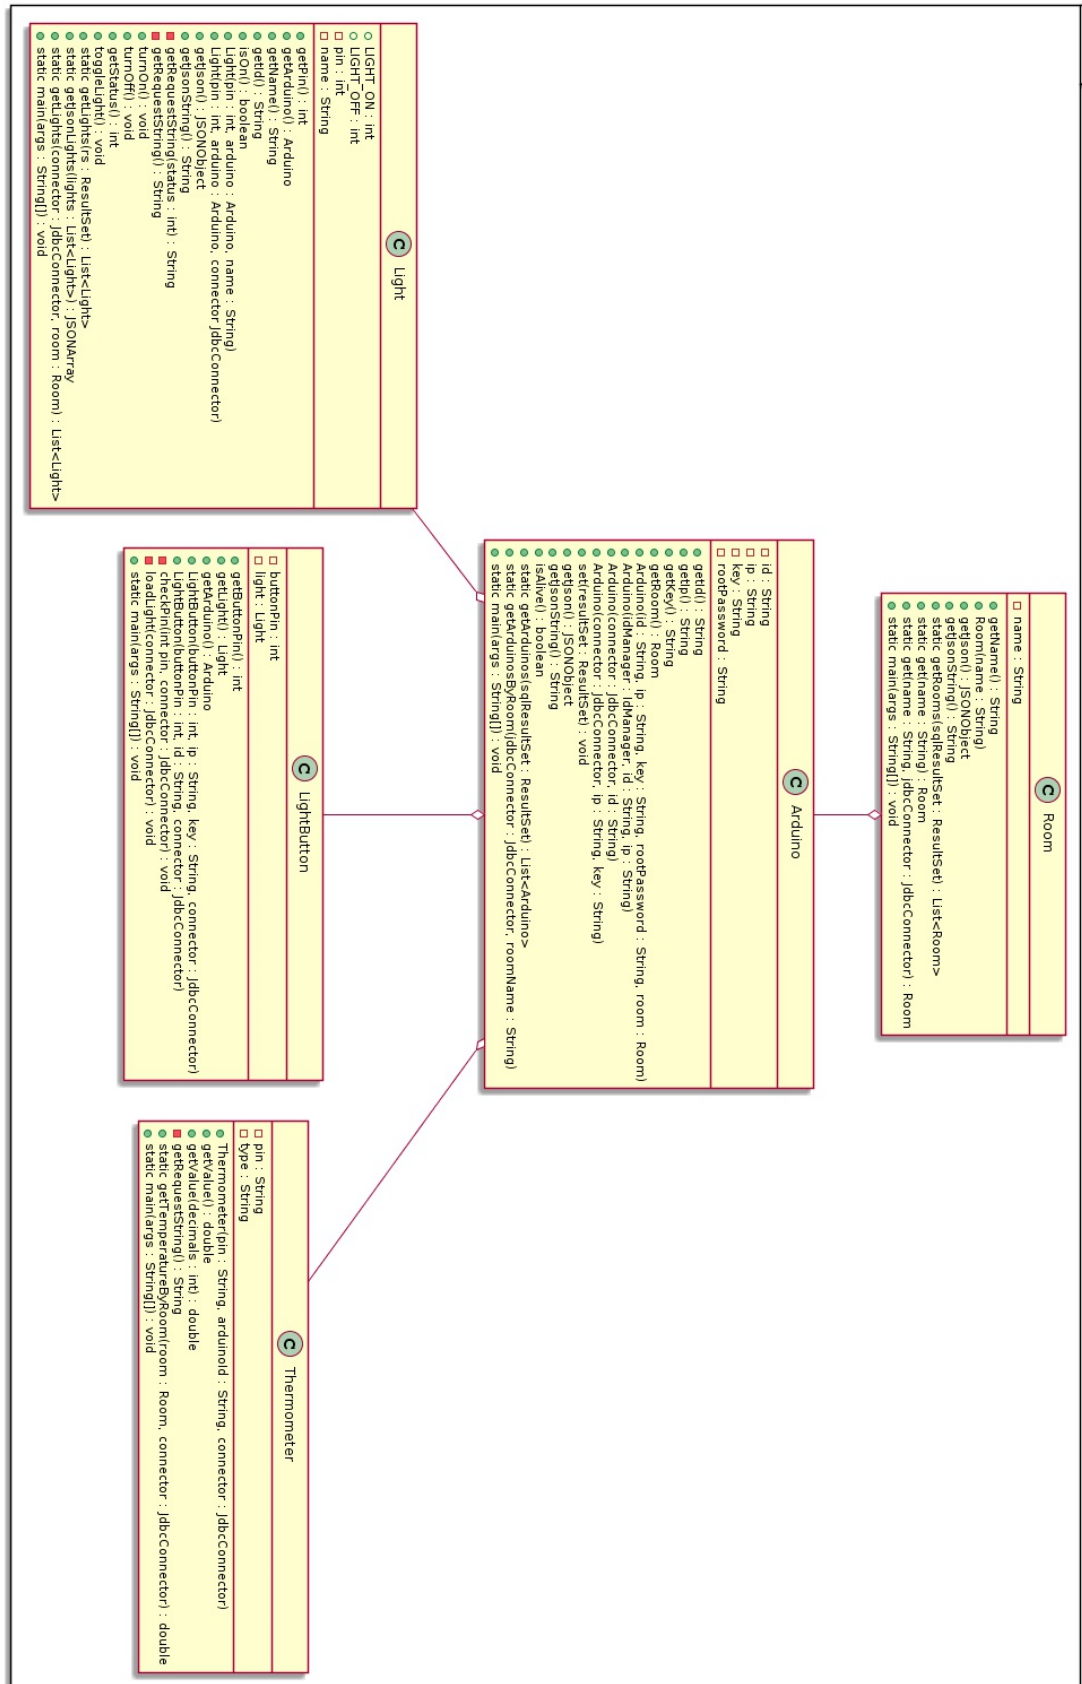 C Room
name : String
getName() : String
Room(name : String)
getJson() : JSONObject
getJsonString() : String
static getRooms(sqlResultSet : ResultSet) : List<Room>
static get(name : String) : Room
static get(name : String, jdbcConnector : JdbcConnector) : Room
static main(args : String[]) : void
C Arduino
id : String
ip : String
key : String
rootPassword : String
getId() : String
getIp() : String
getKey() : String
getRoom() : Room
Arduino(id : String, ip : String, key : String, rootPassword : String, room : Room)
Arduino(idManager : IdManager, id : String, ip : String)
Arduino(connector : JdbcConnector, id : String)
Arduino(connector : JdbcConnector, ip : String, key : String)
set(resultSet : ResultSet) : void
getJson() : JSONObject
getJsonString() : String
isAlive() : boolean
static getArduinos(sqlResultSet : ResultSet) : List<Arduino>
static getArduinosByRoom(jdbcConnector : JdbcConnector, roomName : String)
static main(args : String[]) : void
C Light
LIGHT_ON : int
LIGHT_OFF : int
pin : int
name : String
getPin() : int
getArduino() : Arduino
getName() : String
getId() : String
isOn() : boolean
Light(pin : int, arduino : Arduino, name : String)
Light(pin : int, arduino : Arduino, connector JdbcConnector)
getJson() : JSONObject
getJsonString() : String
getRequestString(status : int) : String
getRequestString() : String
turnOn() : void
turnOff() : void
getStatus() : int
toggleLight() : void
static getLights(rs : ResultSet) : List<Light>
static getJsonLights(lights : List<Light>) : JSONArray
static getLights(connector : JdbcConnector, room : Room) : List<Light>
static main(args : String[]) : void
C LightButton
buttonPin : int
light : Light
getButtonPin() : int
getLight() : Light
getArduino() : Arduino
LightButton(buttonPin : int, ip : String, key : String, connector : JdbcConnector)
LightButton(buttonPin : int, id : String, connector : JdbcConnector)
checkPin(int pin, connector : JdbcConnector) : void
loadLight(connector : JdbcConnector) : void
static main(args : String[]) : void
C Thermometer
pin : String
type : String
Thermometer(pin : String, arduinoId : String, connector : JdbcConnector)
getValue() : double
getValue(decimals : int) : double
getRequestString() : String
static getTemperatureByRoom(room : Room, connector : JdbcConnector) : double
static main(args : String[]) : void